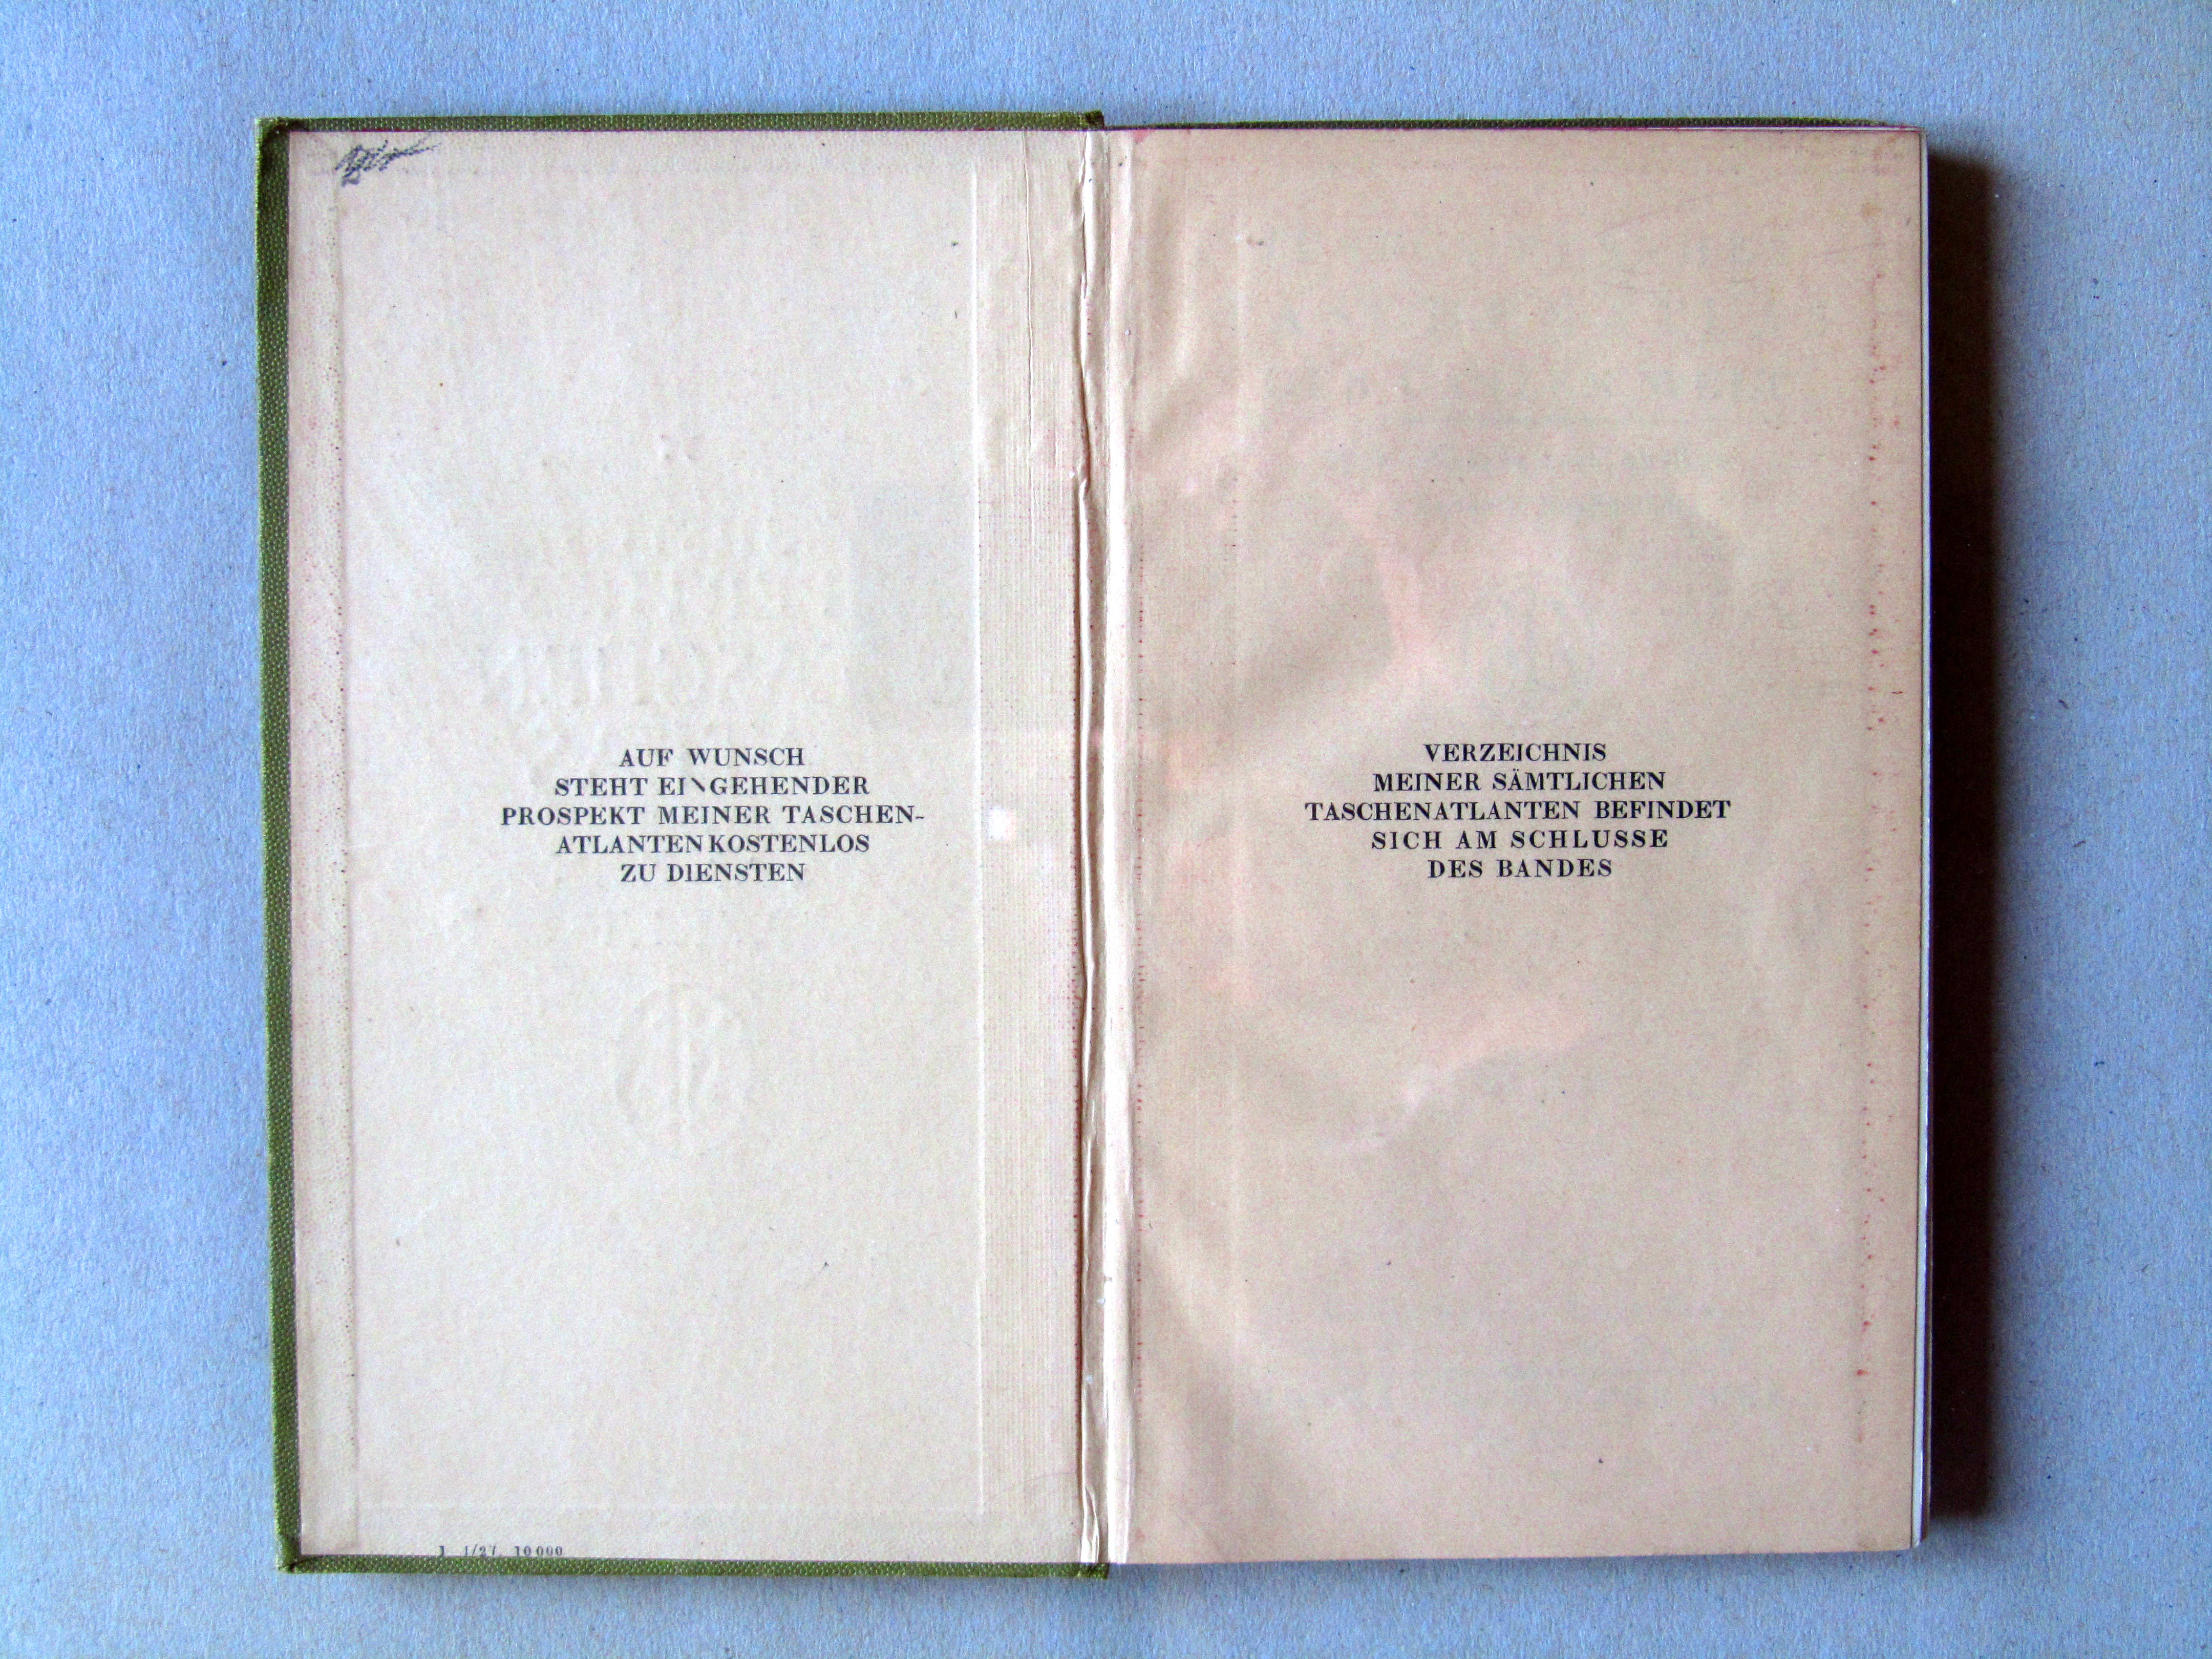 AUF WUNSCH
STEHT EINGEHENDER
PROSPEKT MEINER TASCHEN-
ATLANTEN KOSTENLOS
ZU DIENSTEN
10000
VERZEICHNIS
MEINER SÄMTLICHEN
TASCHENATLANTEN BEFINDET
SICH AM SCHLUSSE
DES BANDES